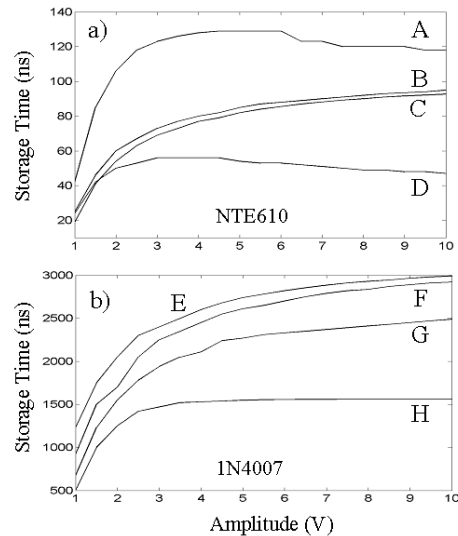 a)
Storage Time (ns)
140
120
100
80
60
40
20
A
B
C
D
NTE610
1 2 3 4 5 6 7 8 9 10
b)
Storage Time (ns)
3000
2500
2000
1500
1000
500
E
F
G
H
1N4007
1 2 3 4 5 6 7 8 9 10
Amplitude (V)